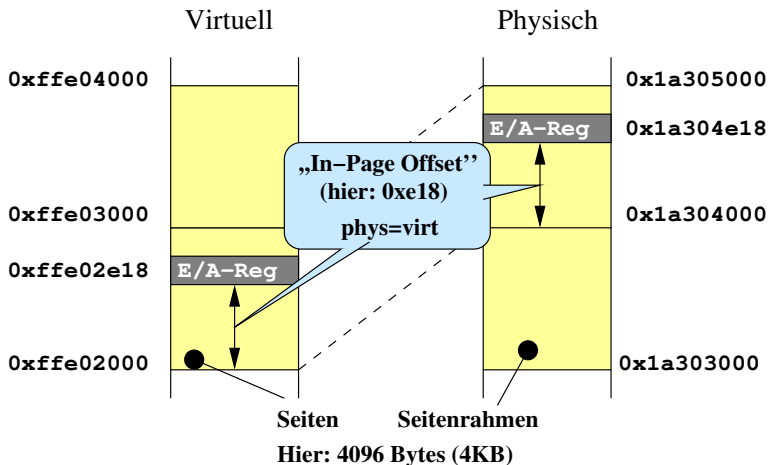 Virtuell
Physisch
0xffe04000
0x1a305000
E/A-Reg
0x1a304e18
„In-Page Offset''
(hier: 0xe18)
phys=virt
0xffe03000
0x1a304000
0xffe02e18
E/A-Reg
0xffe02000
0x1a303000
Seiten
Seitenrahmen
Hier: 4096 Bytes (4KB)